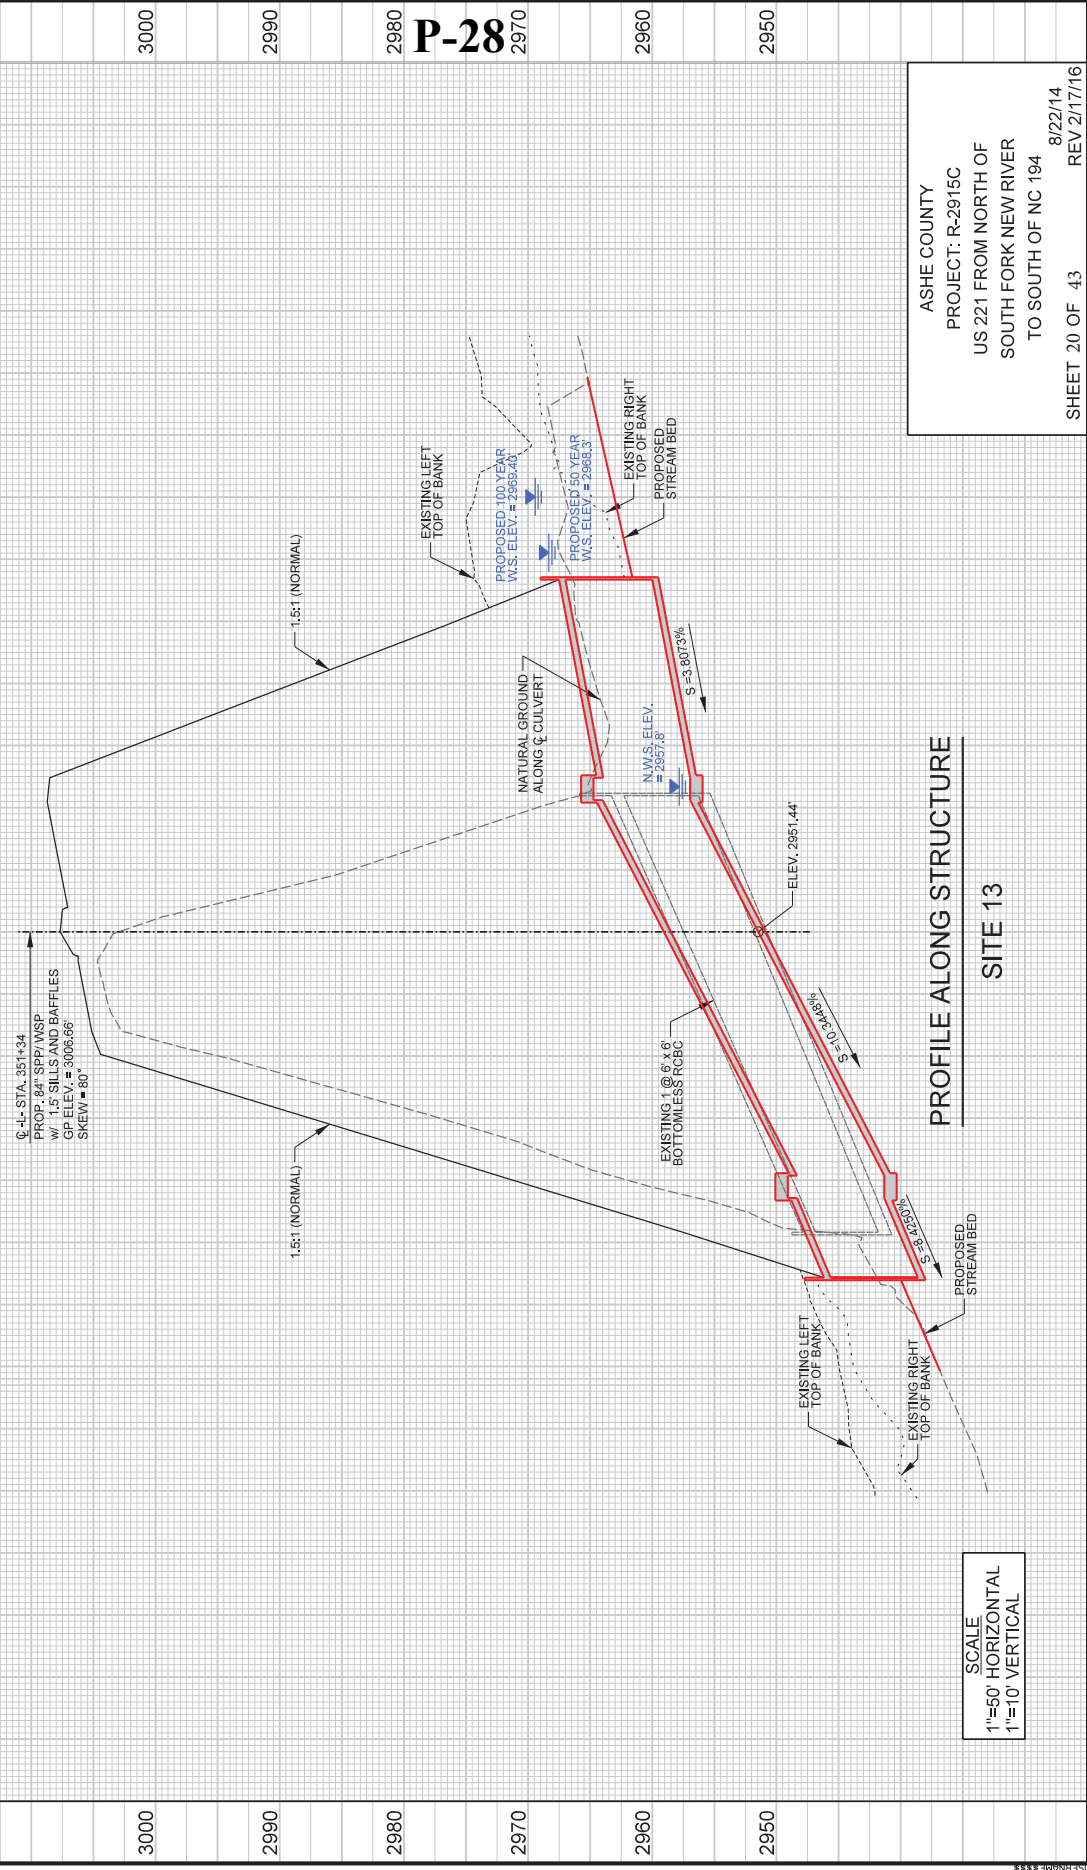 P-28
3000
2990
2980
2970
2960
2950
3000
2990
2980
2970
2960
2950
℄ -L- STA. 351+34
PROP. 84" SPP/ WSP
w/ 1.5' SILLS AND BAFFLES
GP ELEV. = 3006.66'
SKEW = 80°
1.5:1 (NORMAL)
1.5:1 (NORMAL)
EXISTING LEFT
TOP OF BANK
PROPOSED 100 YEAR
W.S. ELEV. = 2969.40'
PROPOSED 50 YEAR
W.S. ELEV. = 2968.3'
EXISTING RIGHT
TOP OF BANK
PROPOSED
STREAM BED
NATURAL GROUND
ALONG ℄ CULVERT
N.W.S. ELEV.
= 2957.8'
S =3.8073%
EXISTING 1 @ 6' x 6'
BOTTOMLESS RCBC
ELEV. 2951.44'
S =10.3448%
S =8.4250%
EXISTING LEFT
TOP OF BANK
EXISTING RIGHT
TOP OF BANK
PROPOSED
STREAM BED
PROFILE ALONG STRUCTURE
SITE 13
SCALE
1"=50' HORIZONTAL
1"=10' VERTICAL
ASHE COUNTY
PROJECT: R-2915C
US 221 FROM NORTH OF
SOUTH FORK NEW RIVER
TO SOUTH OF NC 194
8/22/14
SHEET 20 OF 43 REV 2/17/16